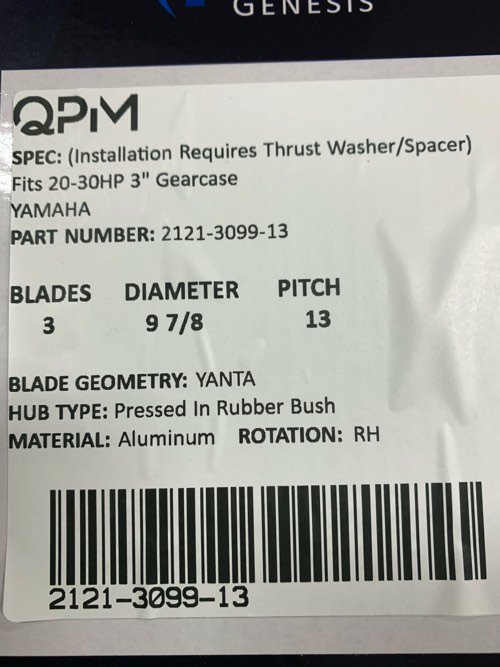 GENESIS
QPM
SPEC: (Installation Requires Thrust Washer/Spacer)
Fits 20-30HP 3" Gearcase
YAMAHA
PART NUMBER: 2121-3099-13
BLADES DIAMETER PITCH
3 9 7/8 13
BLADE GEOMETRY: YANTA
HUB TYPE: Pressed In Rubber Bush
MATERIAL: Aluminum ROTATION: RH
2121-3099-13